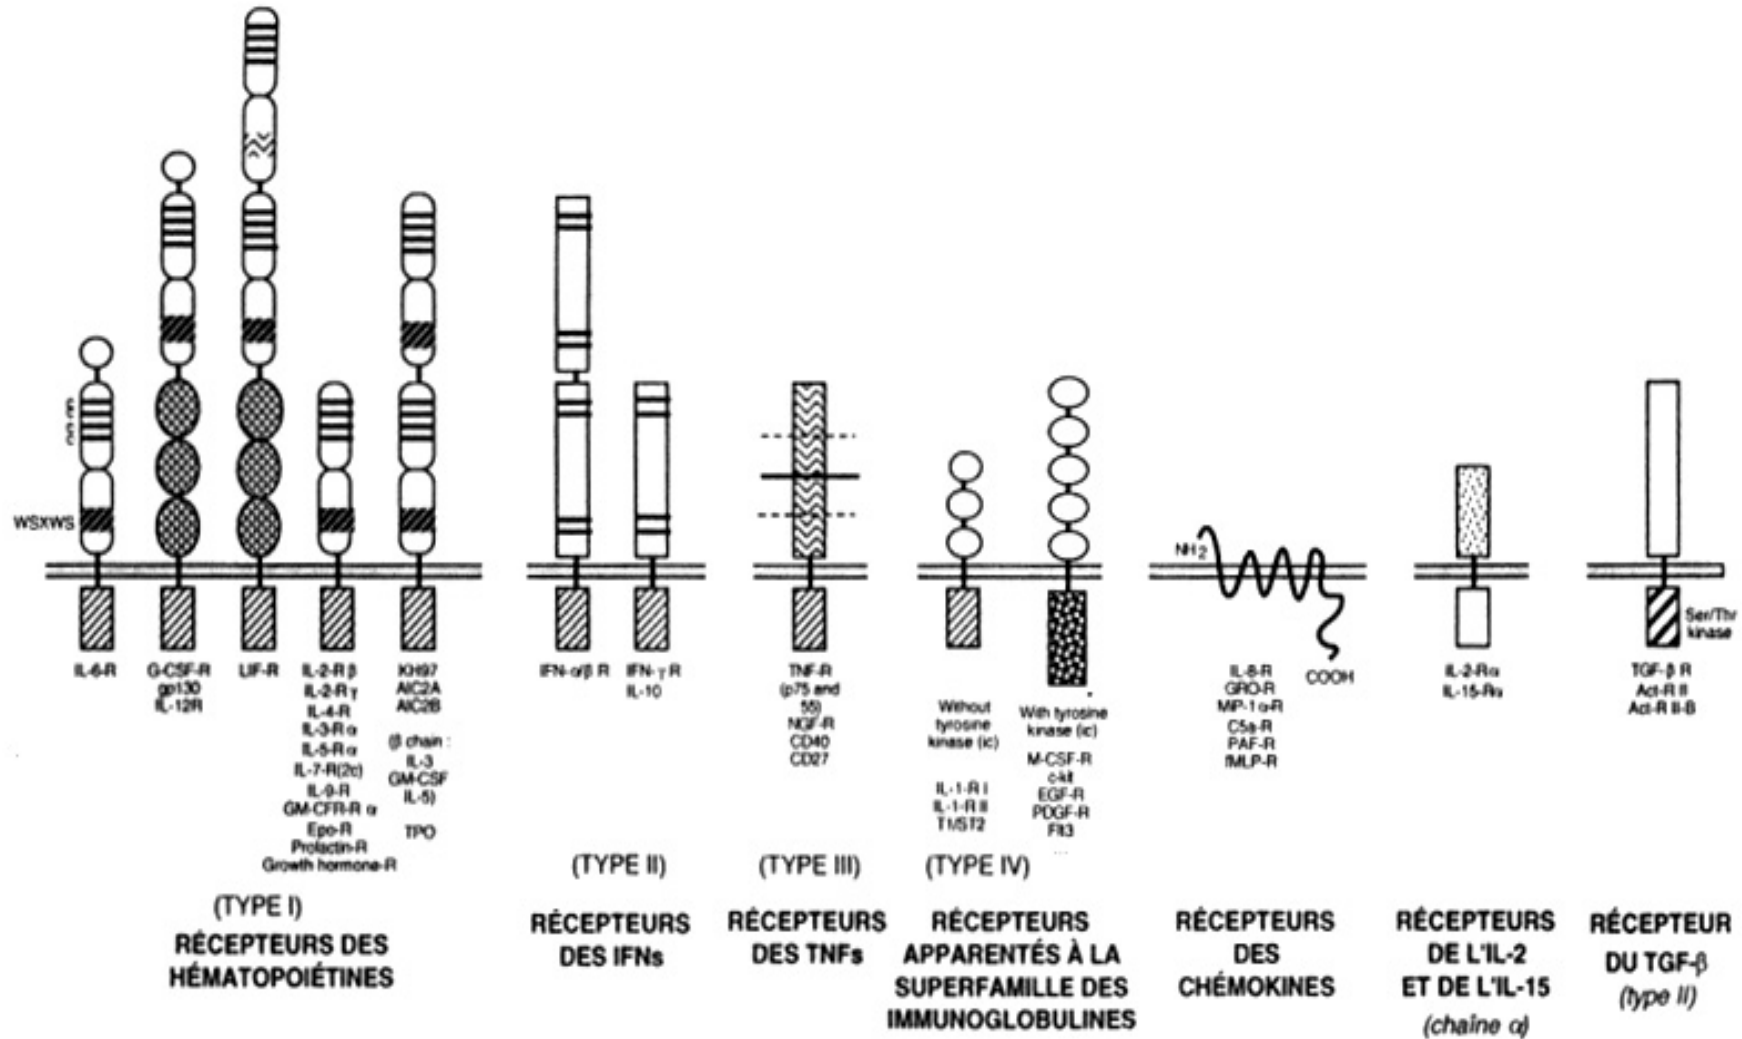 WSXWS
IL-6-R
G-CSF-R
gp130
IL-12R
LIF-R
IL-2-R β
IL-2-R γ
IL-4-R
IL-3-R α
IL-5-R α
IL-7-R(2c)
IL-9-R
GM-CFR-R α
Epo-R
Prolactin-R
Growth hormone-R
KH97
AIC2A
AIC2B
(β chain :
IL-3
GM-CSF
IL-5)
TPO
(TYPE I)
RÉCEPTEURS DES
HÉMATOPOIÉTINES
IFN-α/β R
IFN-γ R
IL-10
(TYPE II)
RÉCEPTEURS
DES IFNs
TNF-R
(p75 and
55)
NGF-R
CD40
CD27
(TYPE III)
RÉCEPTEURS
DES TNFs
Without
tyrosine
kinase (ic)
IL-1-R I
IL-1-R II
T1/ST2
With tyrosine
kinase (ic)
M-CSF-R
c-kit
EGF-R
PDGF-R
Flt3
...
(TYPE IV)
RÉCEPTEURS
APPARENTÉS À LA
SUPERFAMILLE DES
IMMUNOGLOBULINES
NH2
COOH
IL-8-R
GRO-R
MIP-1 α-R
C5a-R
PAF-R
fMLP-R
RÉCEPTEURS
DES
CHÉMOKINES
IL-2-Rα
IL-15-Rα
RÉCEPTEURS
DE L'IL-2
ET DE L'IL-15
(chaîne α)
Ser/Thr
kinase
TGF-β R
Act-R II
Act-R II-B
RÉCEPTEUR
DU TGF-β
(type II)